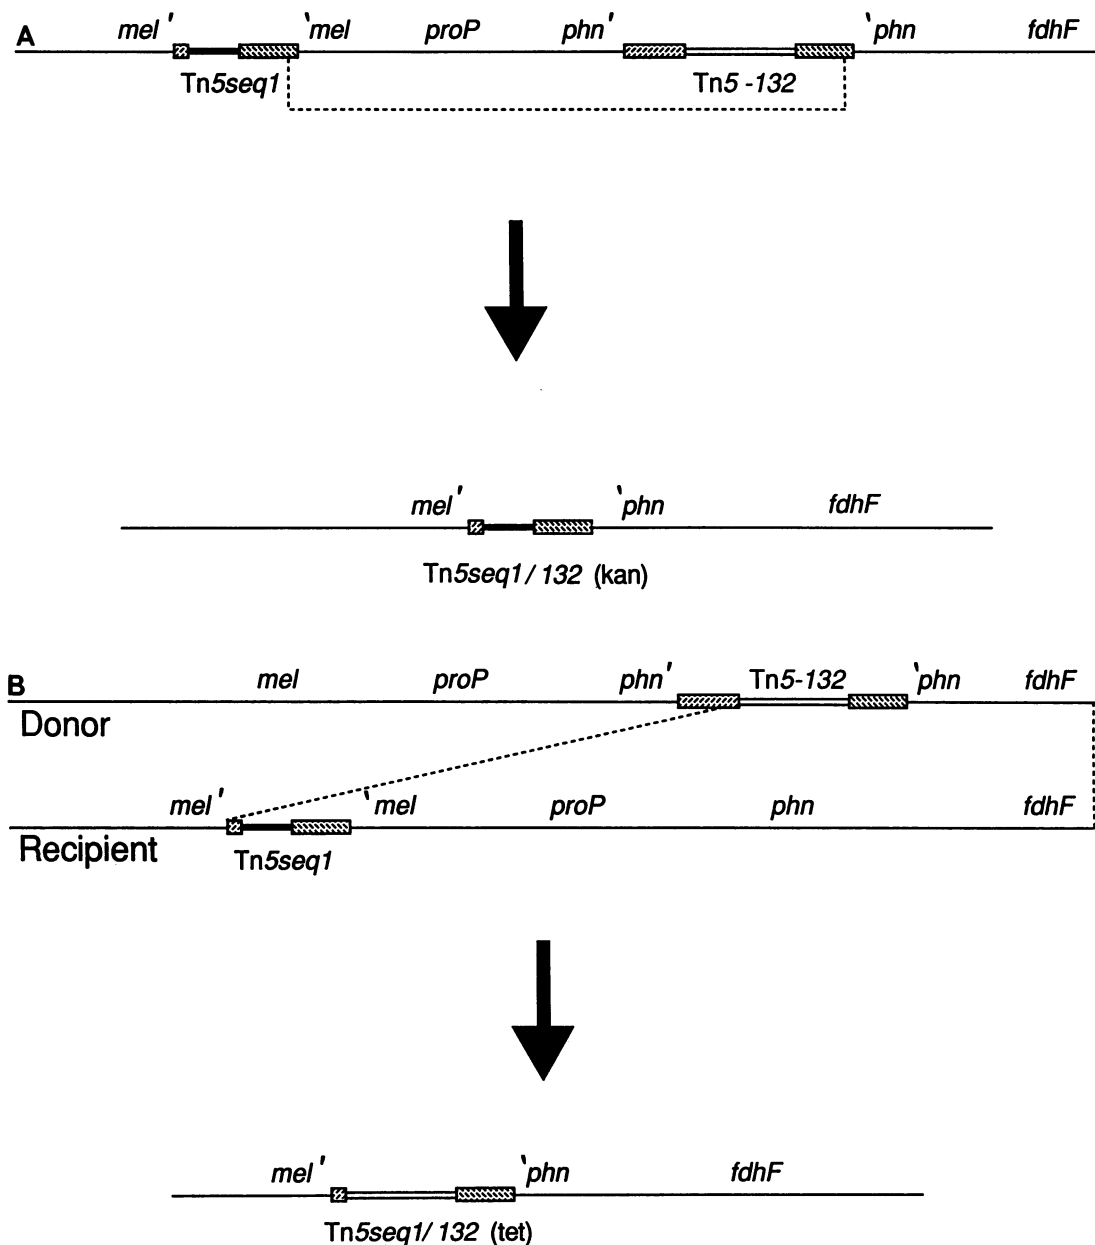 A mel' 'mel proP phn' 'phn fdhF
Tn5seq1 Tn5-132
mel' 'phn fdhF
Tn5seq1/132 (kan)
B mel proP phn' Tn5-132 'phn fdhF
Donor
mel' 'mel proP phn fdhF
Recipient Tn5seq1
mel' 'phn fdhF
Tn5seq1/132 (tet)